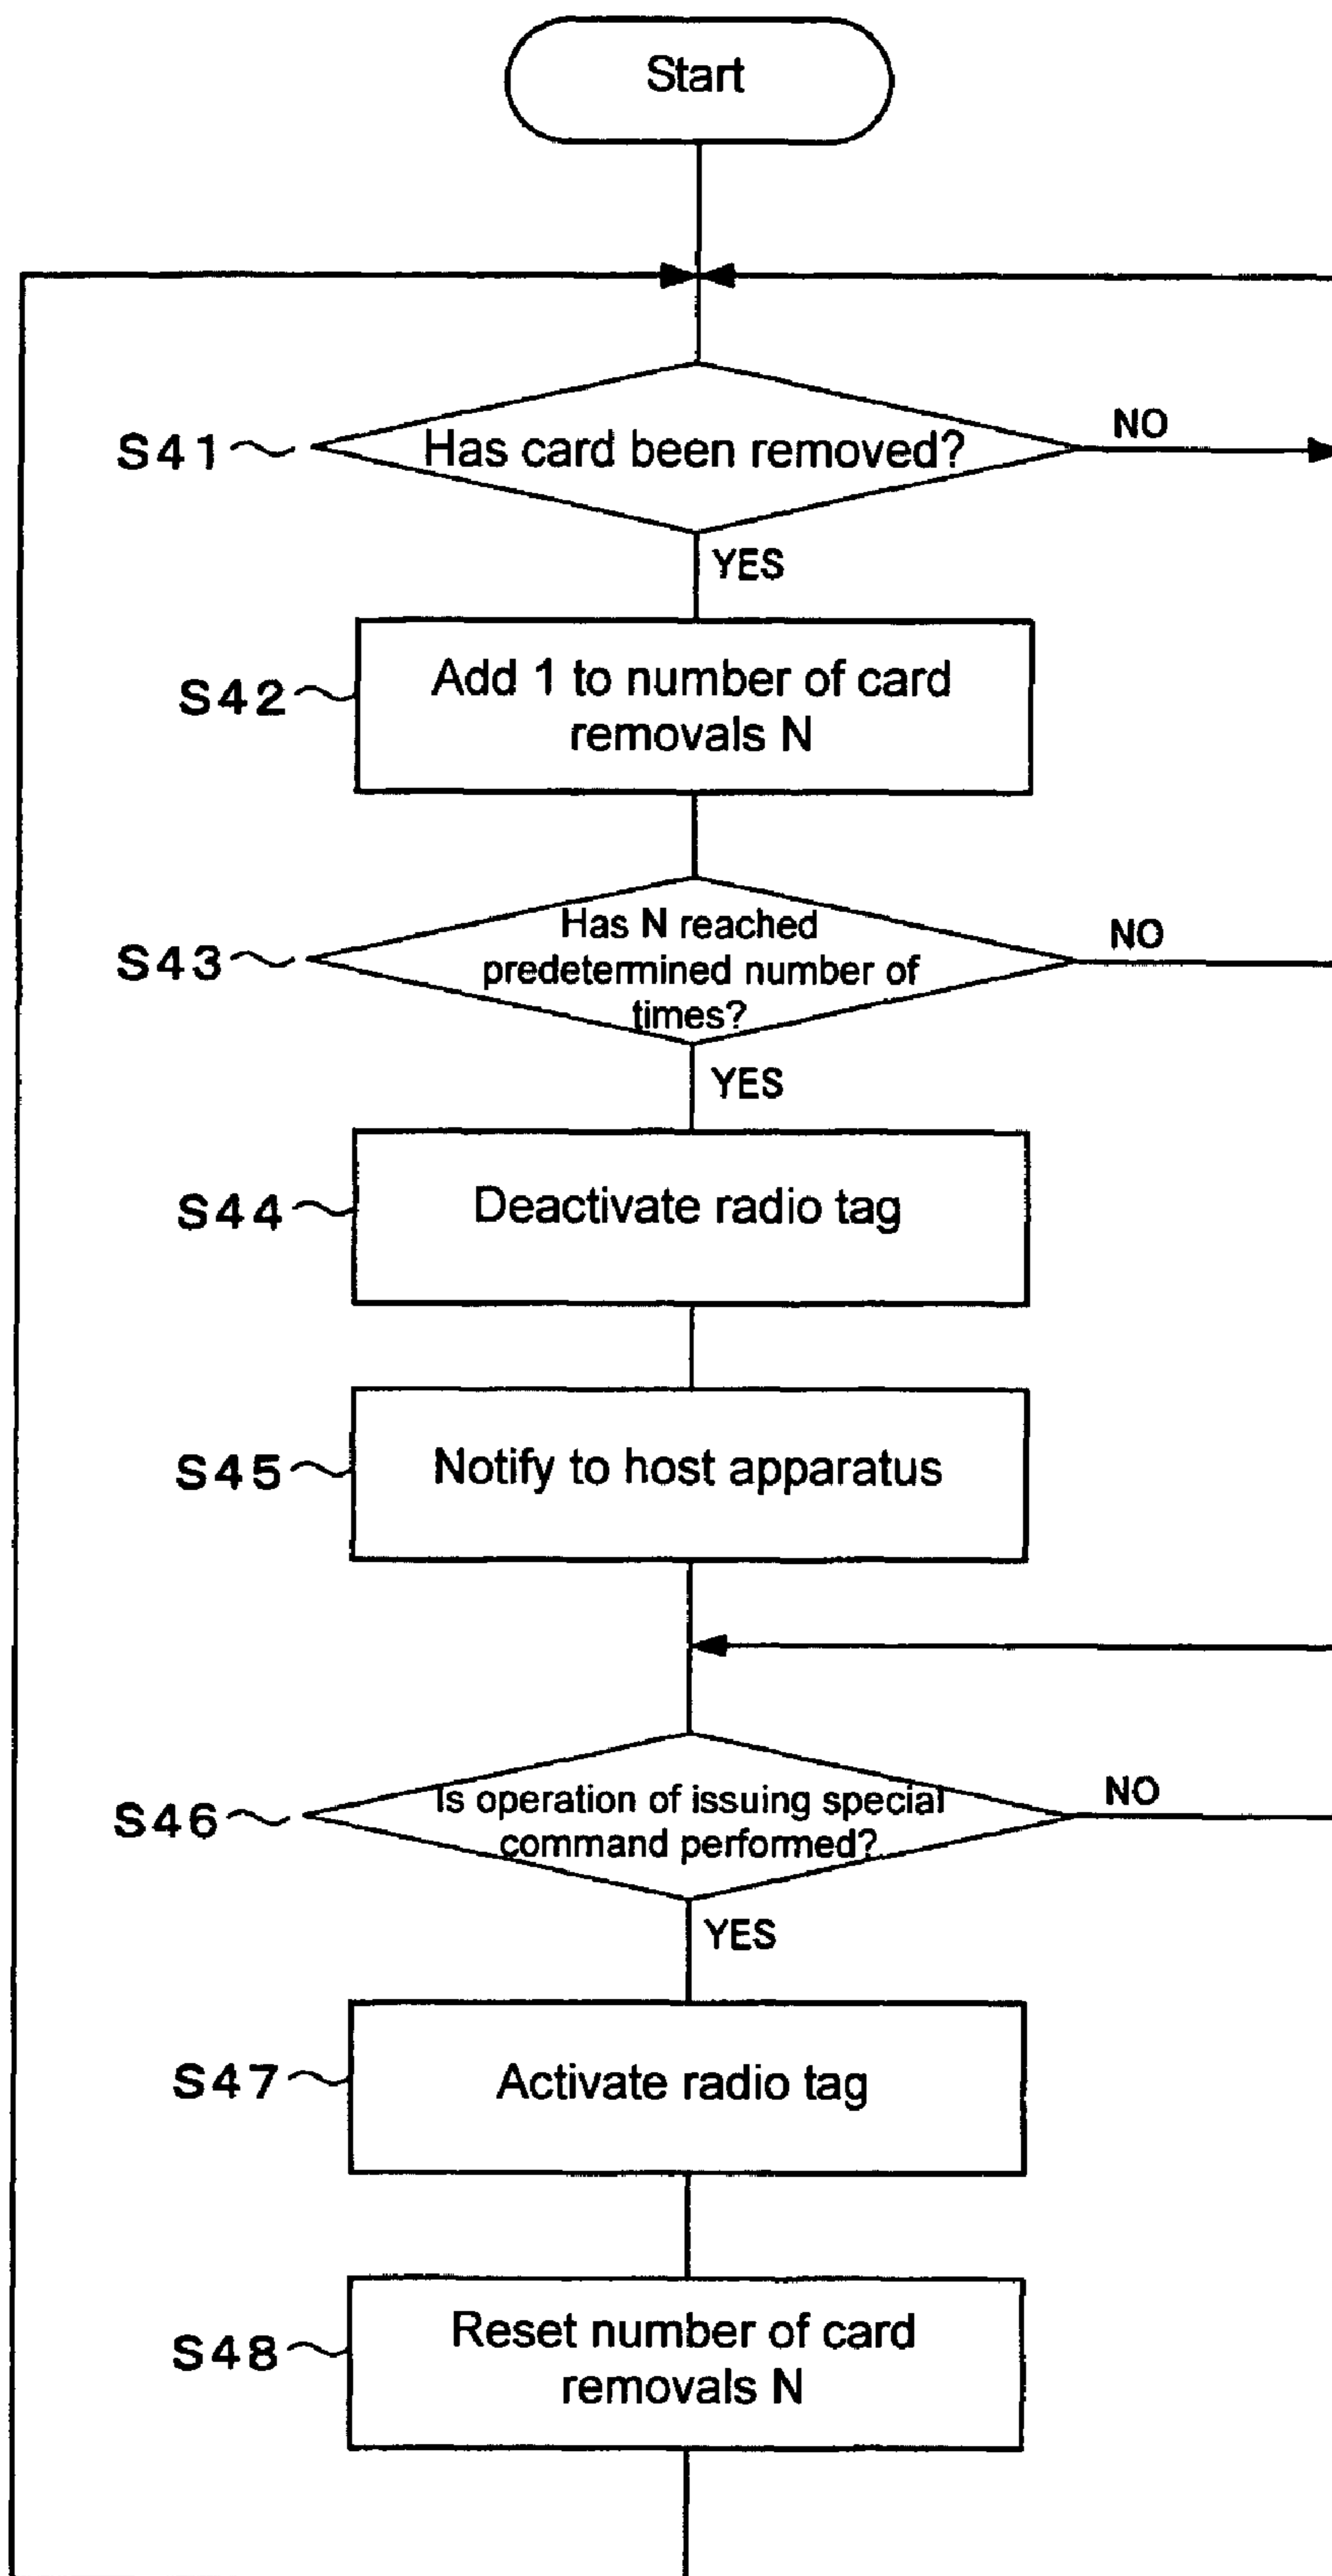 Start
S41
Has card been removed?
NO
YES
S42
Add 1 to number of card
removals N
S43
Has N reached
predetermined number of
times?
NO
YES
S44
Deactivate radio tag
S45
Notify to host apparatus
S46
Is operation of issuing special
command performed?
NO
YES
S47
Activate radio tag
S48
Reset number of card
removals N